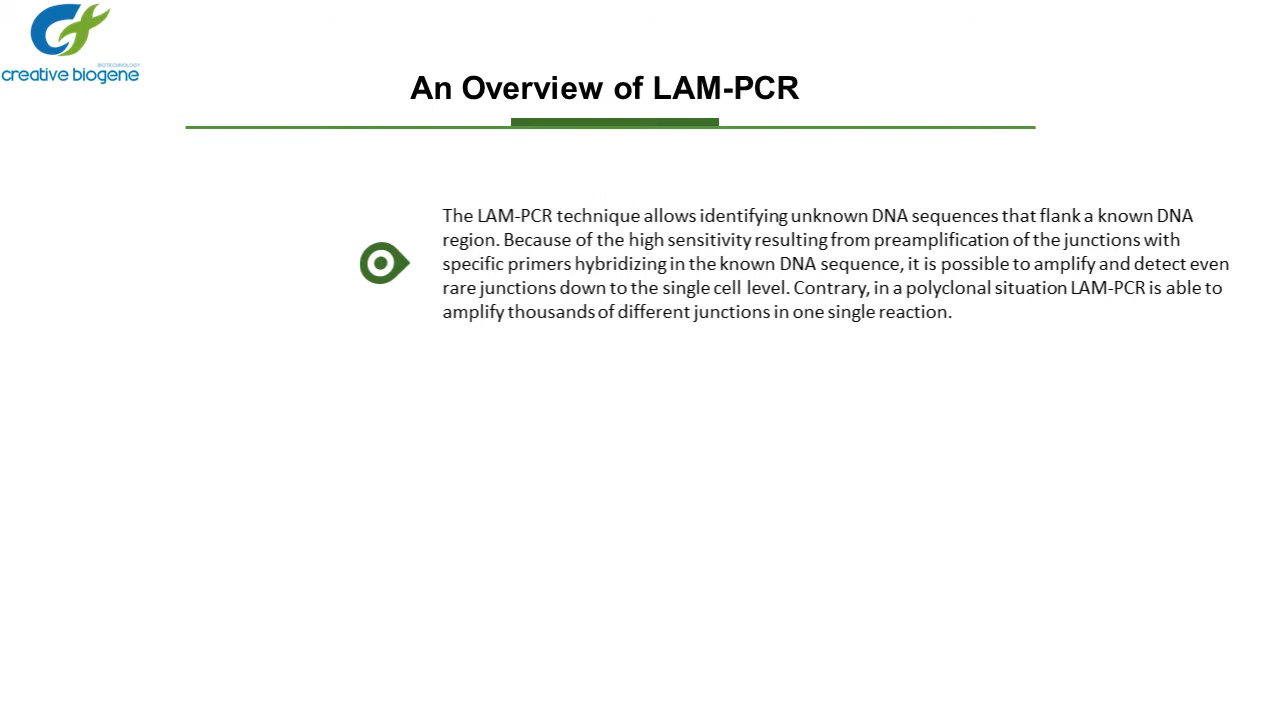 BIOTECHNOLOGY
creative biogene
An Overview of LAM-PCR
The LAM-PCR technique allows identifying unknown DNA sequences that flank a known DNA
region. Because of the high sensitivity resulting from preamplification of the junctions with
specific primers hybridizing in the known DNA sequence, it is possible to amplify and detect even
rare junctions down to the single cell level. Contrary, in a polyclonal situation LAM-PCR is able to
amplify thousands of different junctions in one single reaction.